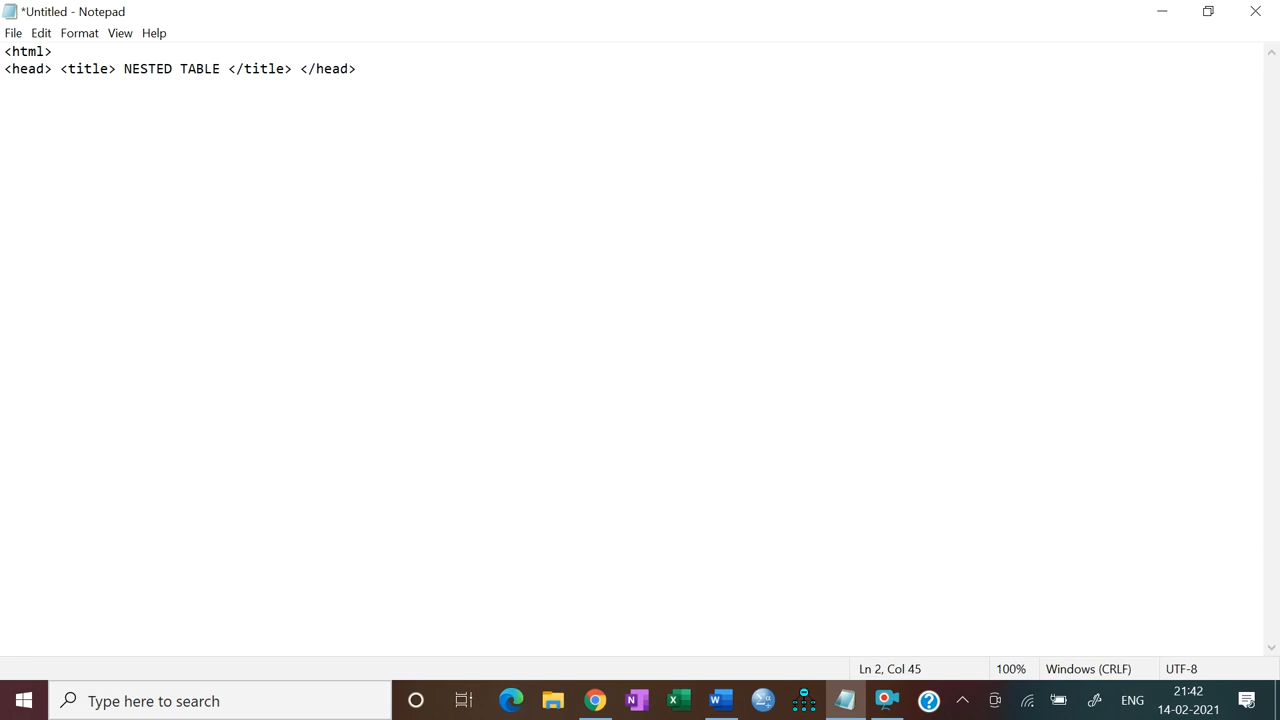 *Untitled - Notepad
File Edit Format View Help
<html>
<head> <title> NESTED TABLE </title> </head>
Ln 2, Col 45 100% Windows (CRLF) UTF-8
Type here to search
ENG
21:42
14-02-2021